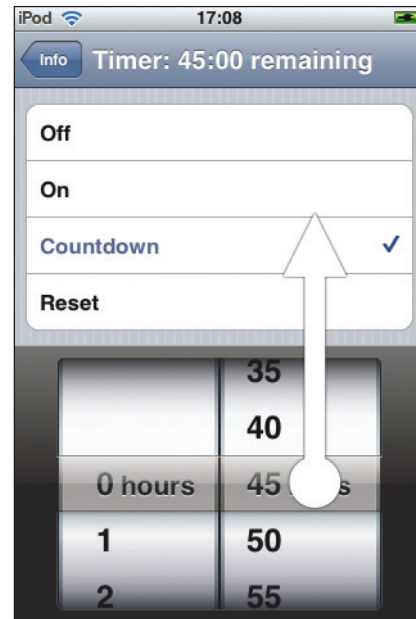 iPod 17:08
Info Timer: 45:00 remaining
Off
On
Countdown
Reset
35
40
0 hours 45
1 50
2 55